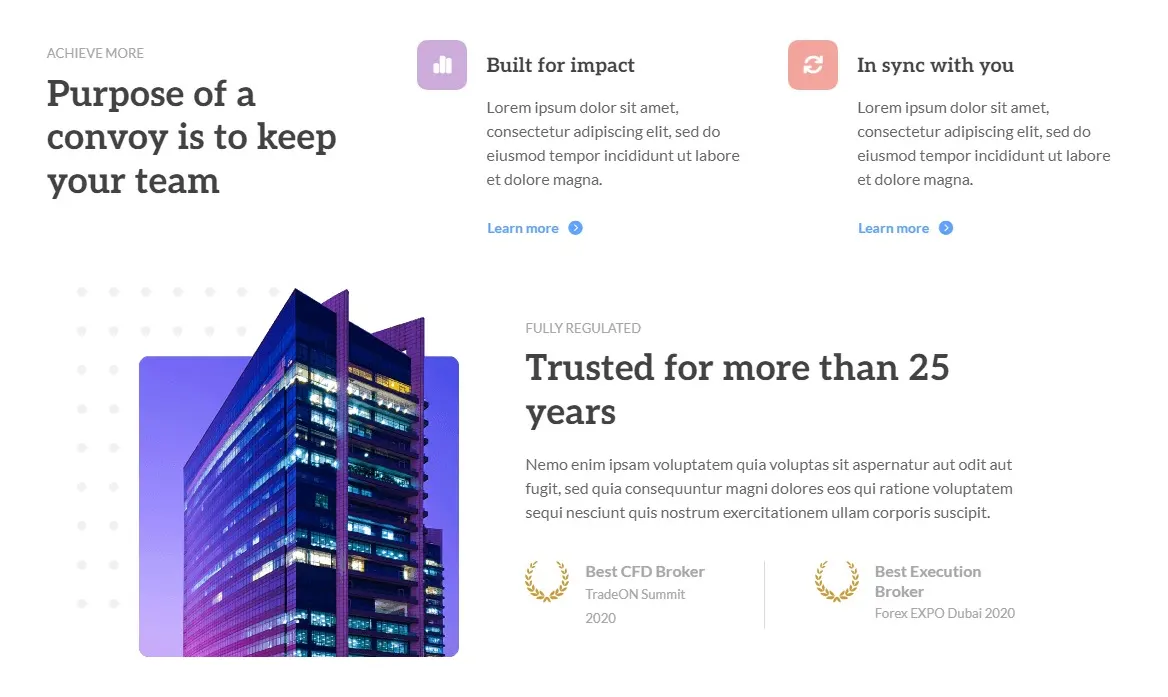 ACHIEVE MORE
Purpose of a
convoy is to keep
your team
Built for impact
Lorem ipsum dolor sit amet,
consectetur adipiscing elit, sed do
eiusmod tempor incididunt ut labore
et dolore magna.
Learn more
In sync with you
Lorem ipsum dolor sit amet,
consectetur adipiscing elit, sed do
eiusmod tempor incididunt ut labore
et dolore magna.
Learn more
FULLY REGULATED
Trusted for more than 25
years
Nemo enim ipsam voluptatem quia voluptas sit aspernatur aut odit aut
fugit, sed quia consequuntur magni dolores eos qui ratione voluptatem
sequi nesciunt quis nostrum exercitationem ullam corporis suscipit.
Best CFD Broker
TradeON Summit
2020
Best Execution
Broker
Forex EXPO Dubai 2020